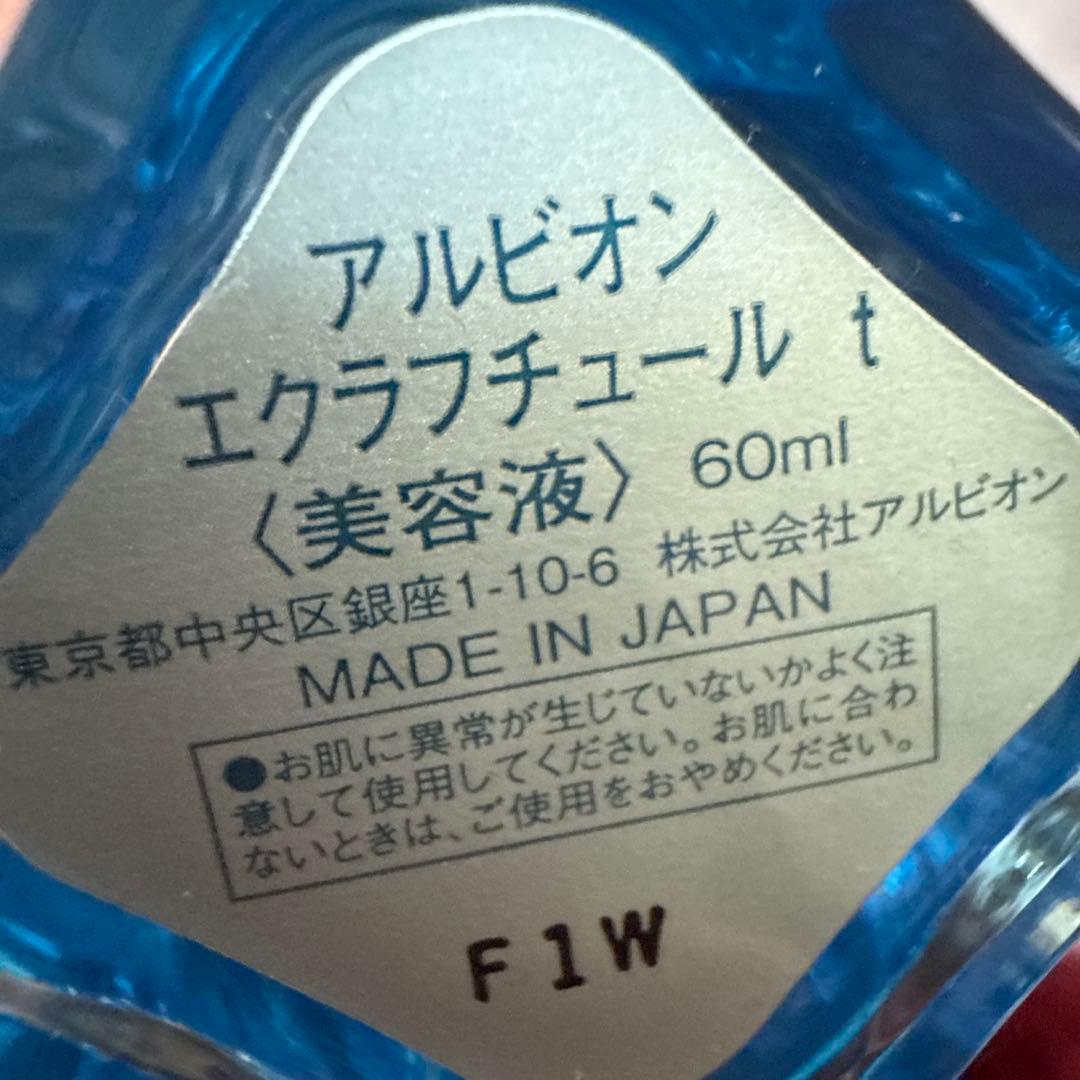 アルビオン
エクラフチュール t
〈美容液〉 60ml
東京都中央区銀座1-10-6 株式会社アルビオン
MADE IN JAPAN
●お肌に異常が生じていないかよく注
意して使用してください。お肌に合わ
ないときは、ご使用をおやめください。
F1W